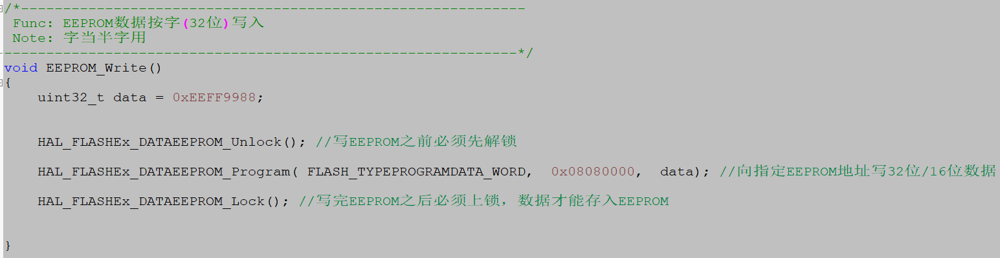 /*------------------------------------------------------------
Func: EEPROM数据按字(32位)写入
Note: 字当半字用
-------------------------------------------------------------*/
void EEPROM_Write()
{
uint32_t data = 0xEEFF9988;
HAL_FLASHEx_DATAEEPROM_Unlock(); //写EEPROM之前必须先解锁
HAL_FLASHEx_DATAEEPROM_Program( FLASH_TYPEPROGRAMDATA_WORD, 0x08080000, data); //向指定EEPROM地址写32位/16位数据
HAL_FLASHEx_DATAEEPROM_Lock(); //写完EEPROM之后必须上锁，数据才能存入EEPROM
}